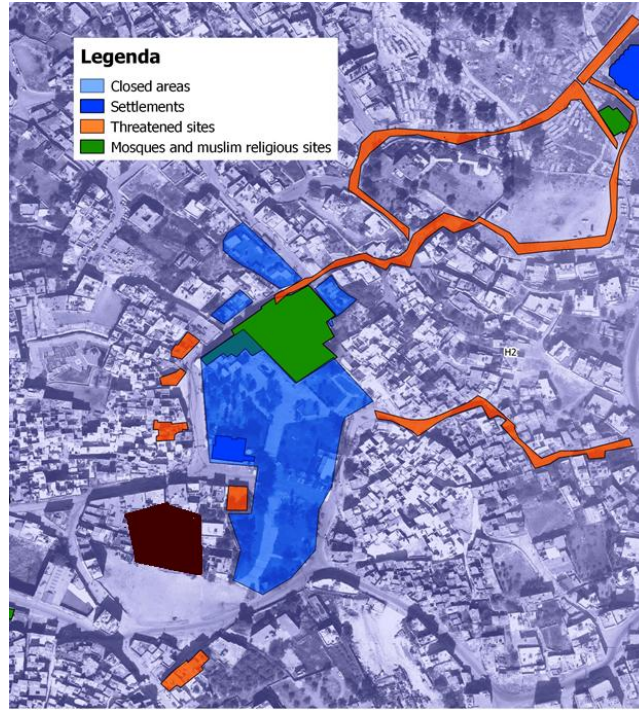 Legenda
Closed areas
Settlements
Threatened sites
Mosques and muslim religious sites
H2